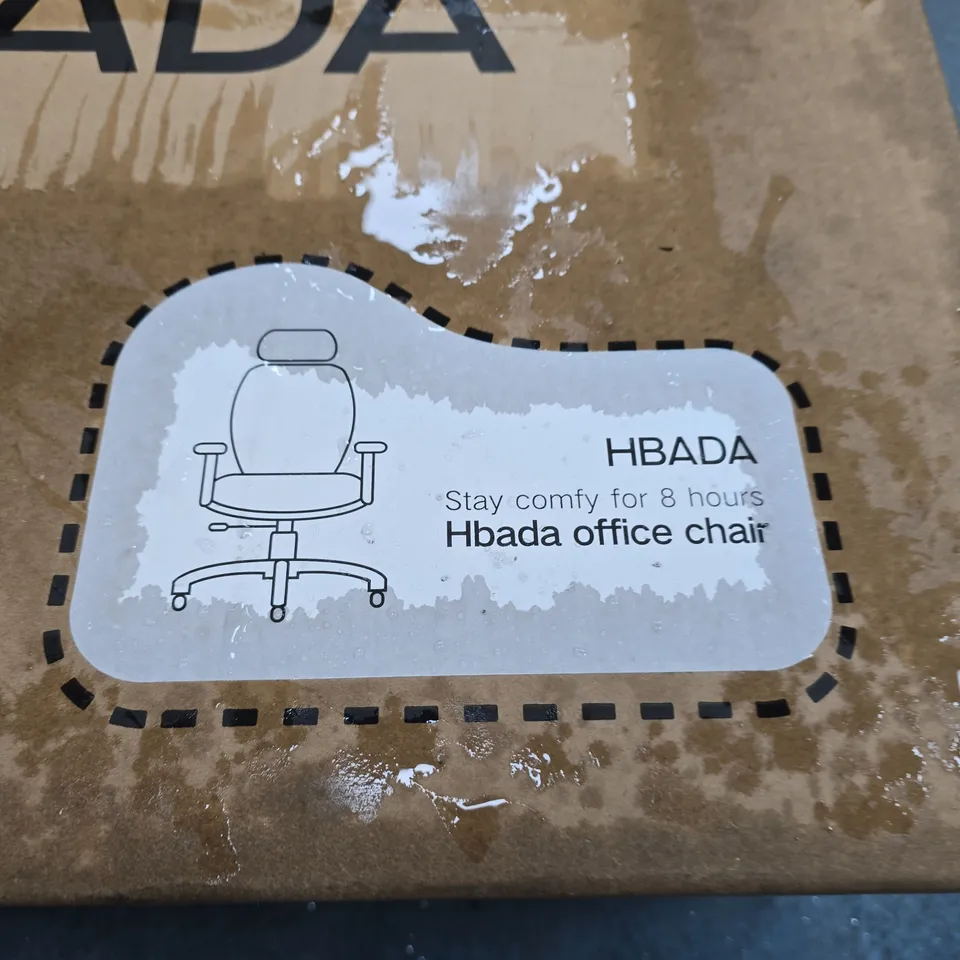 ADA
HBADA
Stay comfy for 8 hours
Hbada office chair